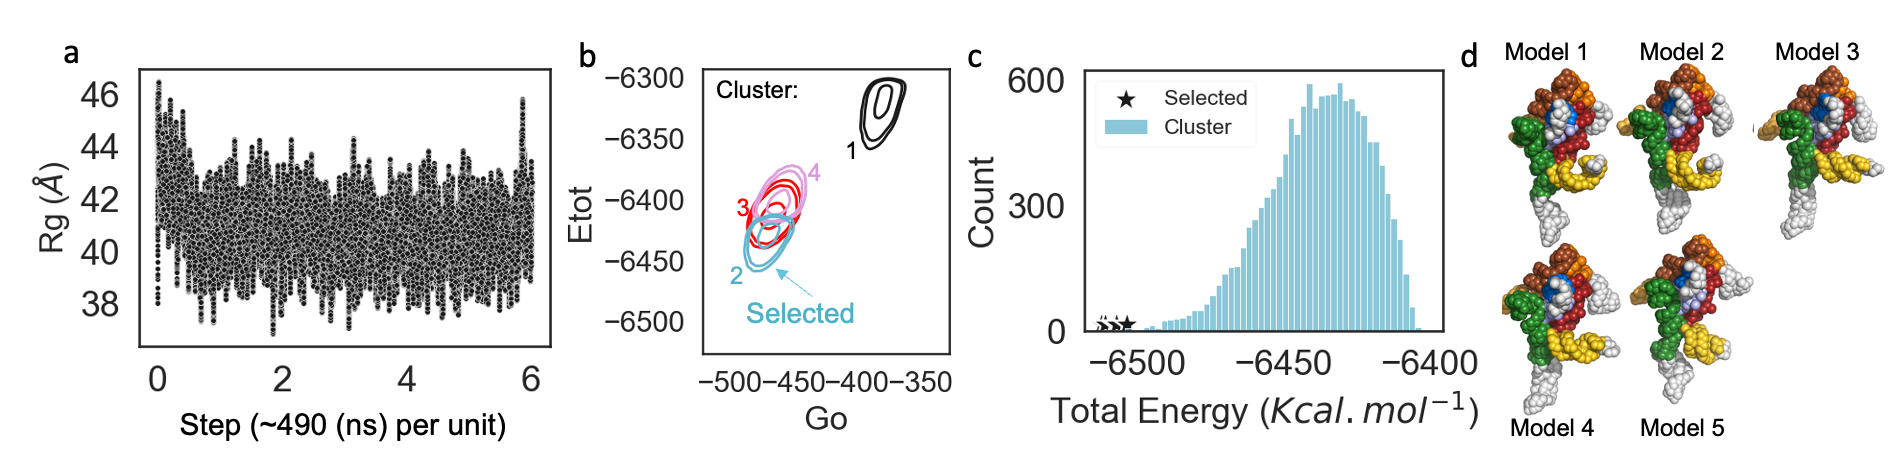 a
46
44
42
40
38
Rg (Å)
0 2 4 6
Step (~490 (ns) per unit)
b
−6300
−6350
−6400
−6450
−6500
Etot
Cluster:
1
4
3
2
Selected
−500−450−400−350
Go
c
600
300
0
Count
Selected
Cluster
−6500 −6450 −6400
Total Energy (Kcal.mol⁻¹)
d
Model 1 Model 2 Model 3
Model 4 Model 5